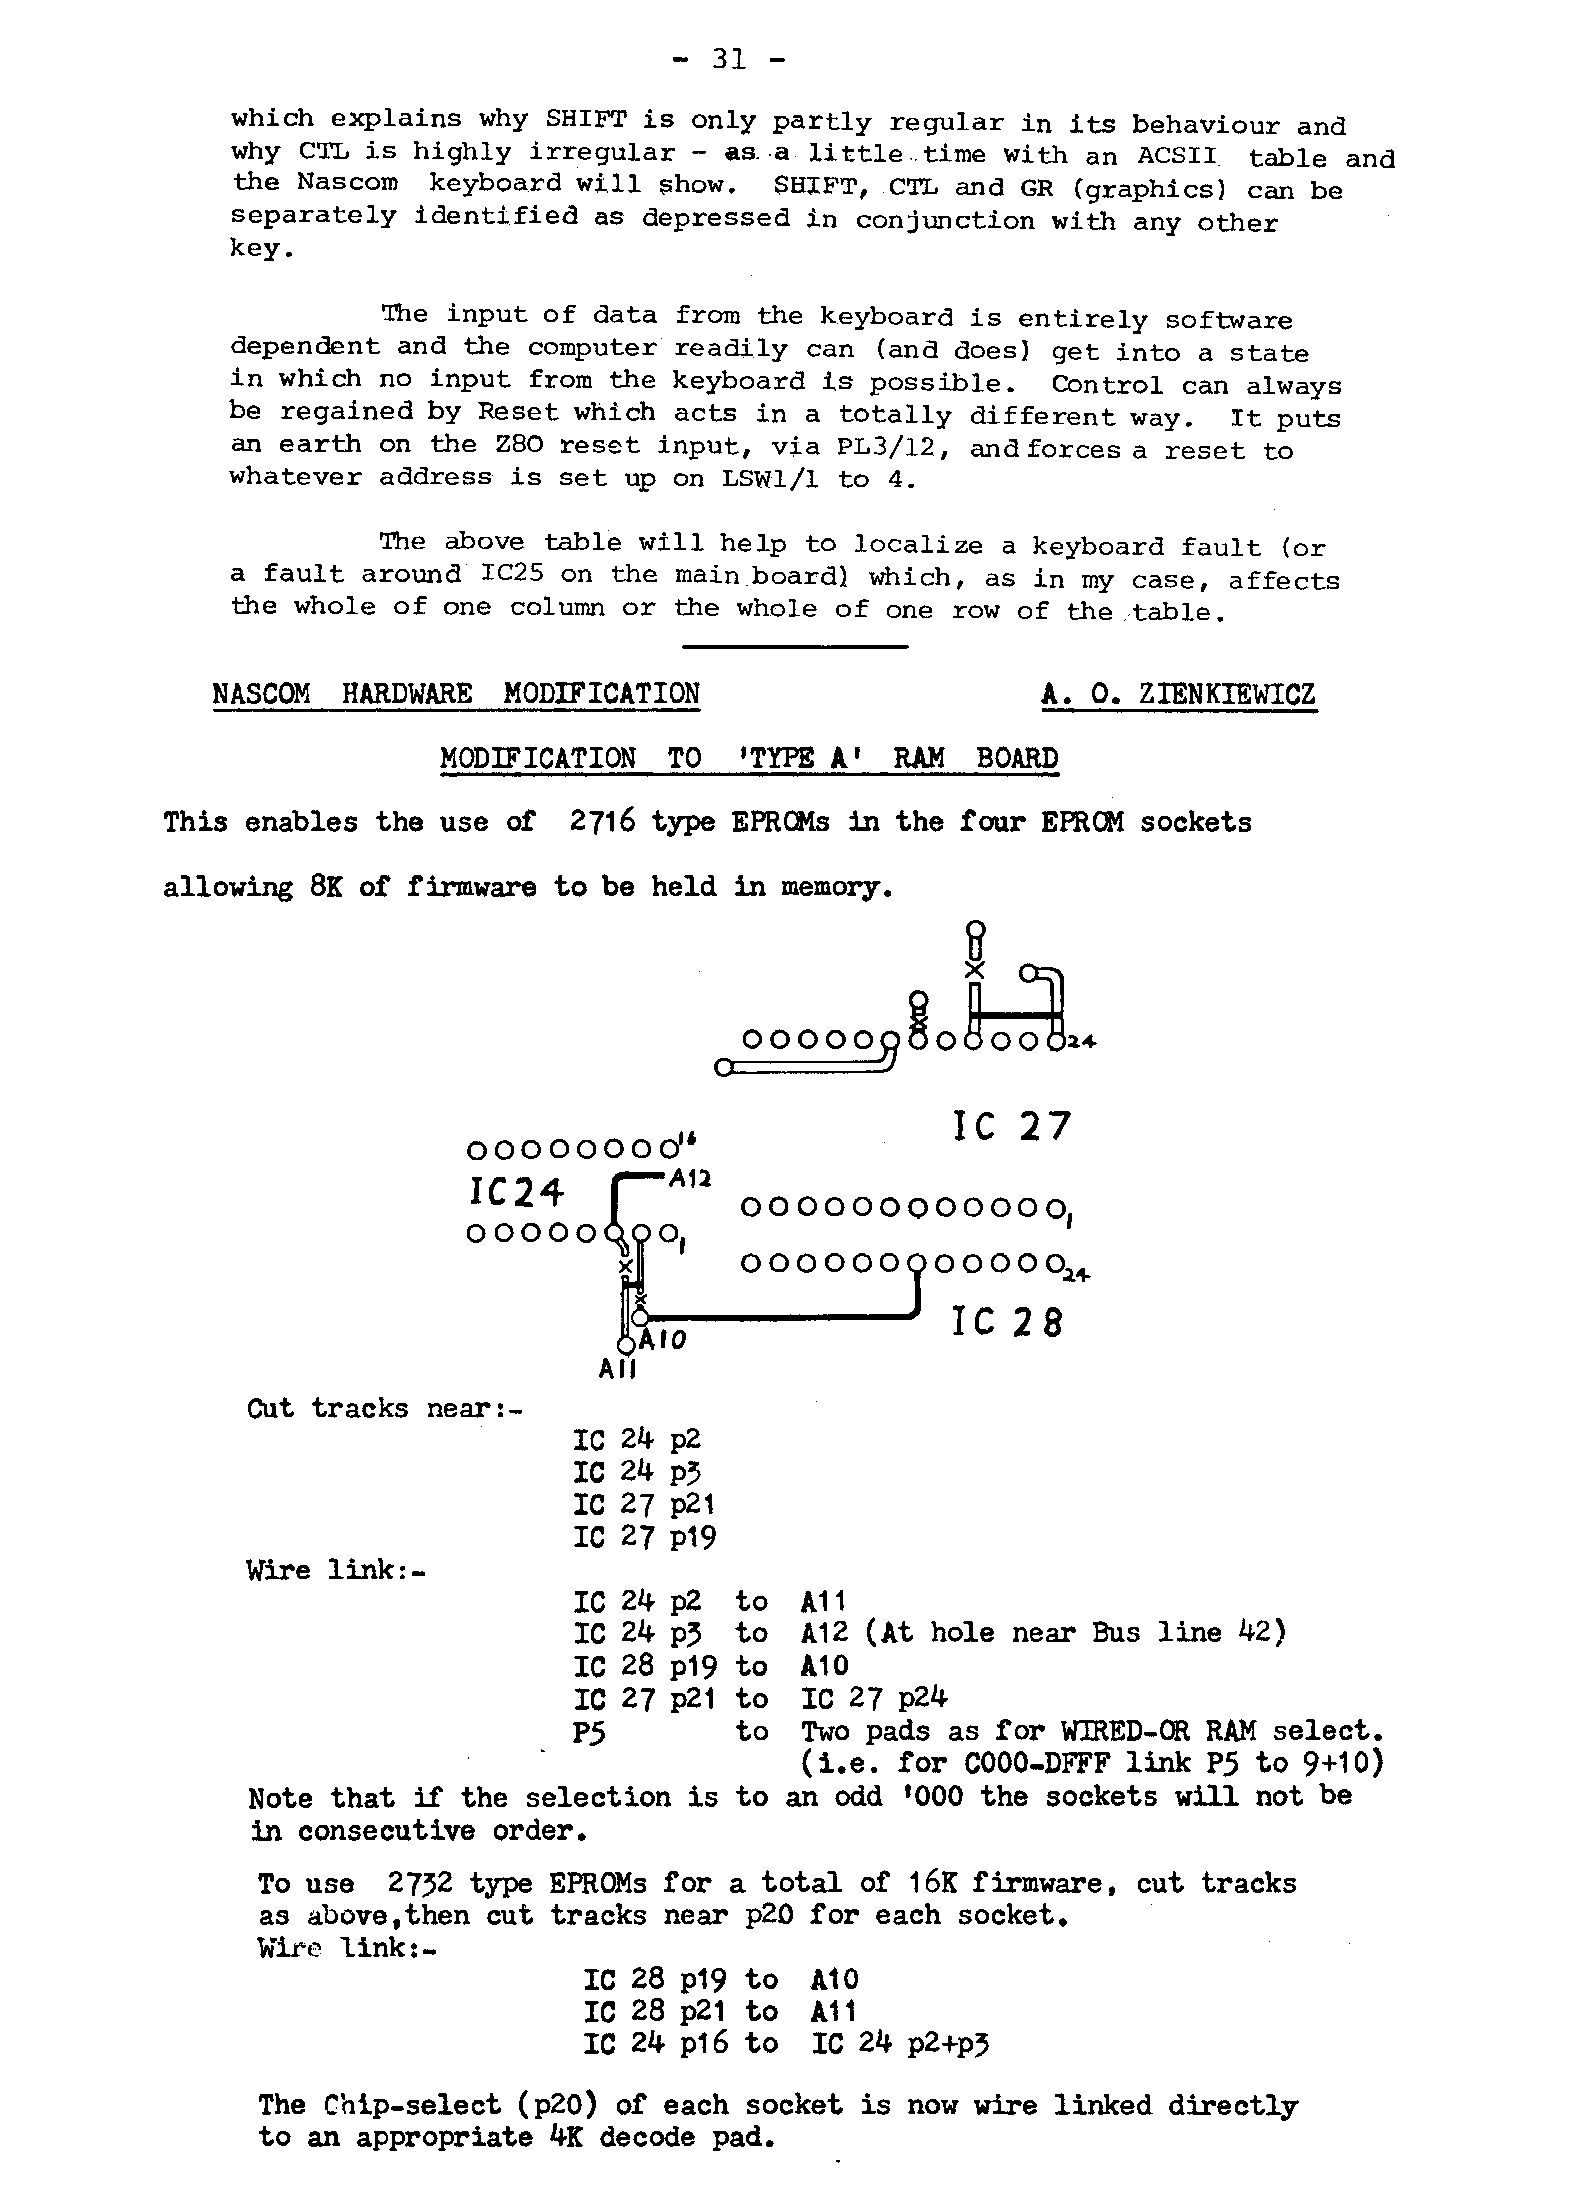 - 31 -
which explains why SHIFT is only partly regular in its behaviour and
why CTL is highly irregular - as a little time with an ACSII table and
the Nascom keyboard will show. SHIFT, CTL and GR (graphics) can be
separately identified as depressed in conjunction with any other
key.
The input of data from the keyboard is entirely software
dependent and the computer readily can (and does) get into a state
in which no input from the keyboard is possible. Control can always
be regained by Reset which acts in a totally different way. It puts
an earth on the Z80 reset input, via PL3/12, and forces a reset to
whatever address is set up on LSW1/1 to 4.
The above table will help to localize a keyboard fault (or
a fault around IC25 on the main board) which, as in my case, affects
the whole of one column or the whole of one row of the table.
NASCOM HARDWARE MODIFICATION A. O. ZIENKIEWICZ
MODIFICATION TO 'TYPE A' RAM BOARD
This enables the use of 2716 type EPROMs in the four EPROM sockets
allowing 8K of firmware to be held in memory.
24
IC 27
16
IC24
A12
1
1
24
IC 28
A10
A11
Cut tracks near:-
IC 24 p2
IC 24 p3
IC 27 p21
IC 27 p19
Wire link:-
IC 24 p2 to A11
IC 24 p3 to A12 (At hole near Bus line 42)
IC 28 p19 to A10
IC 27 p21 to IC 27 p24
P5 to Two pads as for WIRED-OR RAM select.
(i.e. for C000-DFFF link P5 to 9+10)
Note that if the selection is to an odd '000 the sockets will not be
in consecutive order.
To use 2732 type EPROMs for a total of 16K firmware, cut tracks
as above,then cut tracks near p20 for each socket.
Wire link:-
IC 28 p19 to A10
IC 28 p21 to A11
IC 24 p16 to IC 24 p2+p3
The Chip-select (p20) of each socket is now wire linked directly
to an appropriate 4K decode pad.